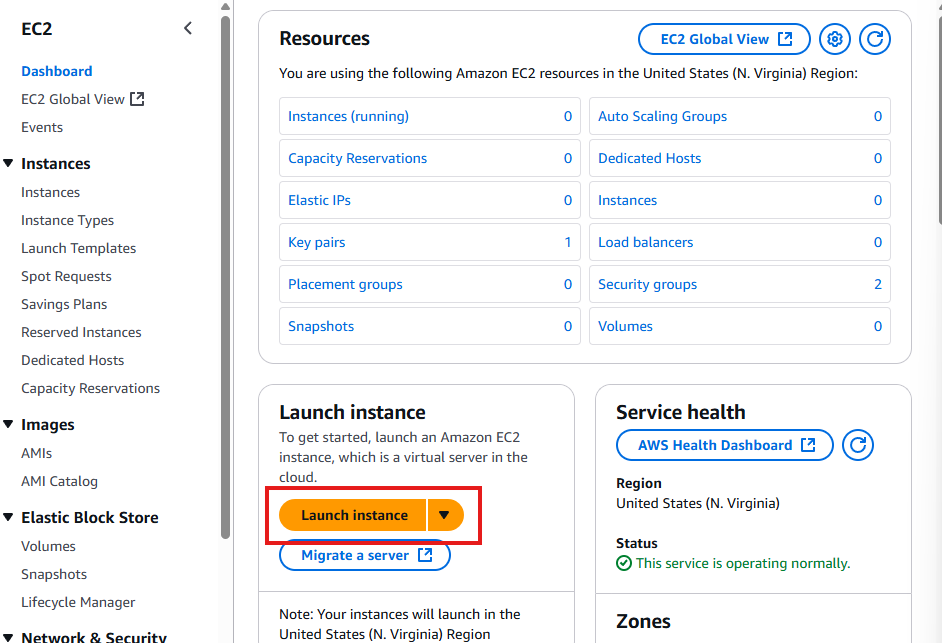 EC2
Dashboard
EC2 Global View
Events
Instances
Instances
Instance Types
Launch Templates
Spot Requests
Savings Plans
Reserved Instances
Dedicated Hosts
Capacity Reservations
Images
AMIs
AMI Catalog
Elastic Block Store
Volumes
Snapshots
Lifecycle Manager
Network & Security
Resources
EC2 Global View
You are using the following Amazon EC2 resources in the United States (N. Virginia) Region:
Instances (running) 0
Auto Scaling Groups 0
Capacity Reservations 0
Dedicated Hosts 0
Elastic IPs 0
Instances 0
Key pairs 1
Load balancers 0
Placement groups 0
Security groups 2
Snapshots 0
Volumes 0
Launch instance
To get started, launch an Amazon EC2
instance, which is a virtual server in the
cloud.
Launch instance
Migrate a server
Note: Your instances will launch in the
United States (N. Virginia) Region
Service health
AWS Health Dashboard
Region
United States (N. Virginia)
Status
This service is operating normally.
Zones